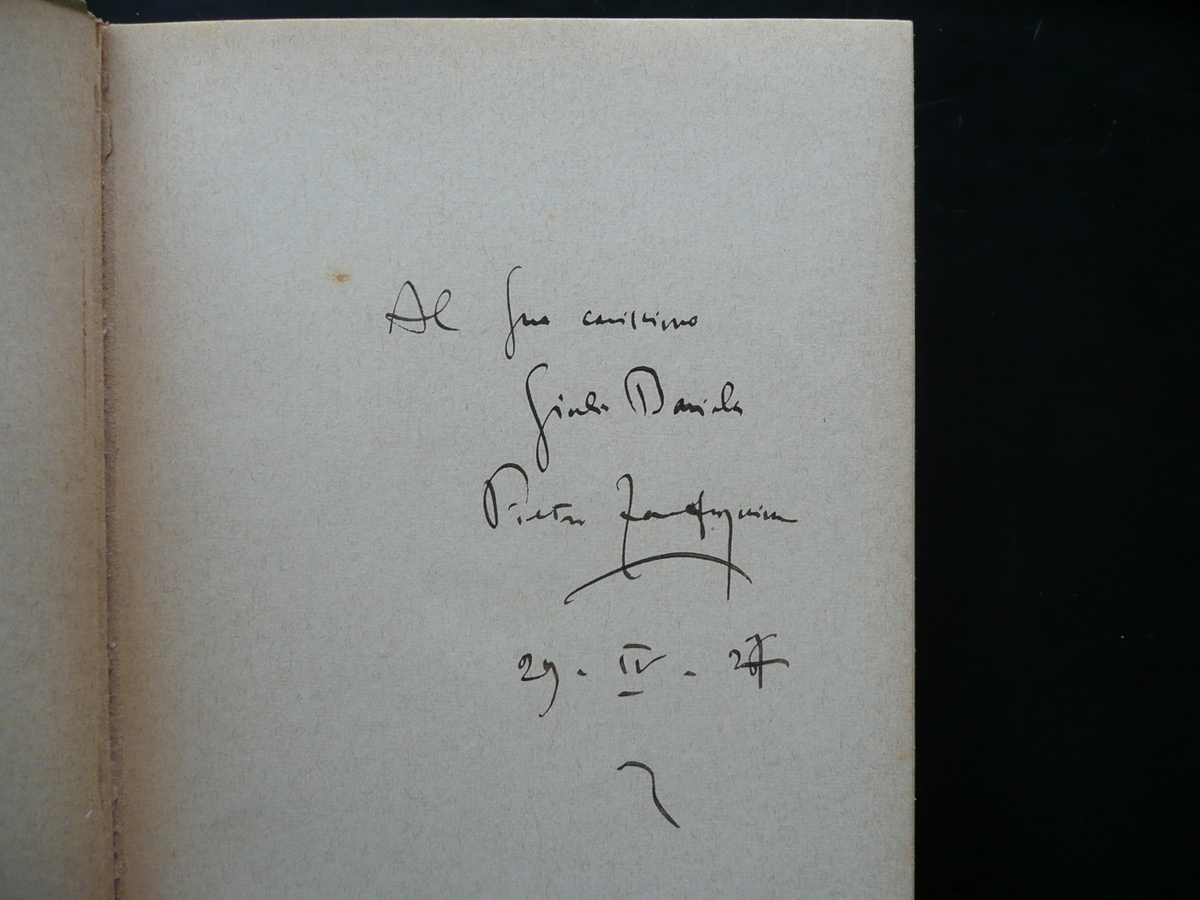 Al Suo carissimo
Giulio
Pietro
29 - IV - 27